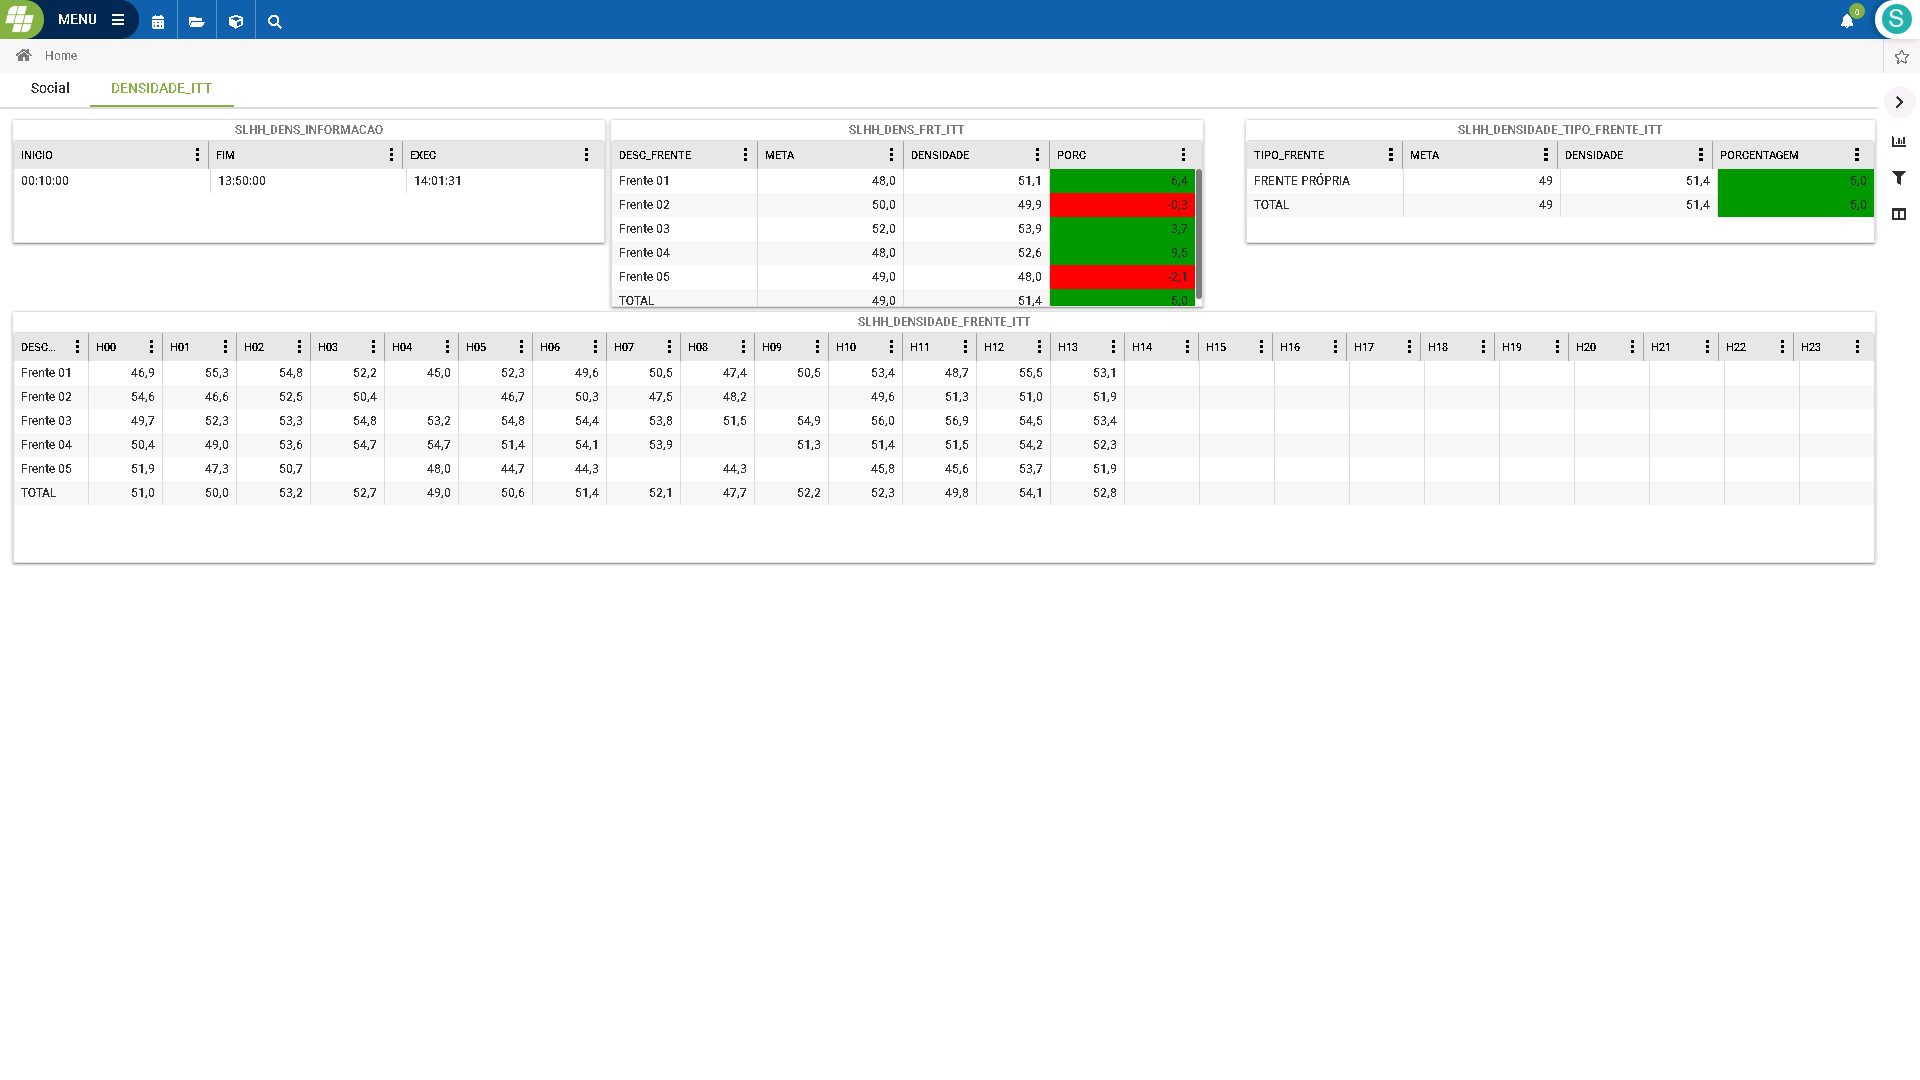 MENU
0
S
Home
Social DENSIDADE_ITT
SLHH_DENS_INFORMACAO
INICIO FIM EXEC
00:10:00 13:50:00 14:01:31
SLHH_DENS_FRT_ITT
DESC_FRENTE META DENSIDADE PORC
Frente 01 48,0 51,1 6,4
Frente 02 50,0 49,9 -0,3
Frente 03 52,0 53,9 3,7
Frente 04 48,0 52,6 9,5
Frente 05 49,0 48,0 -2,1
TOTAL 49,0 51,4 5,0
SLHH_DENSIDADE_TIPO_FRENTE_ITT
TIPO_FRENTE META DENSIDADE PORCENTAGEM
FRENTE PRÓPRIA 49 51,4 5,0
TOTAL 49 51,4 5,0
SLHH_DENSIDADE_FRENTE_ITT
DESC... H00 H01 H02 H03 H04 H05 H06 H07 H08 H09 H10 H11 H12 H13 H14 H15 H16 H17 H18 H19 H20 H21 H22 H23
Frente 01 46,9 55,3 54,8 52,2 45,0 52,3 49,6 50,5 47,4 50,5 53,4 48,7 55,5 53,1
Frente 02 54,6 46,6 52,5 50,4 46,7 50,3 47,5 48,2 49,6 51,3 51,0 51,9
Frente 03 49,7 52,3 53,3 54,8 53,2 54,8 54,4 53,8 51,5 54,9 56,0 56,9 54,5 53,4
Frente 04 50,4 49,0 53,6 54,7 54,7 51,4 54,1 53,9 51,3 51,4 51,5 54,2 52,3
Frente 05 51,9 47,3 50,7 48,0 44,7 44,3 44,3 45,8 45,6 53,7 51,9
TOTAL 51,0 50,0 53,2 52,7 49,0 50,6 51,4 52,1 47,7 52,2 52,3 49,8 54,1 52,8